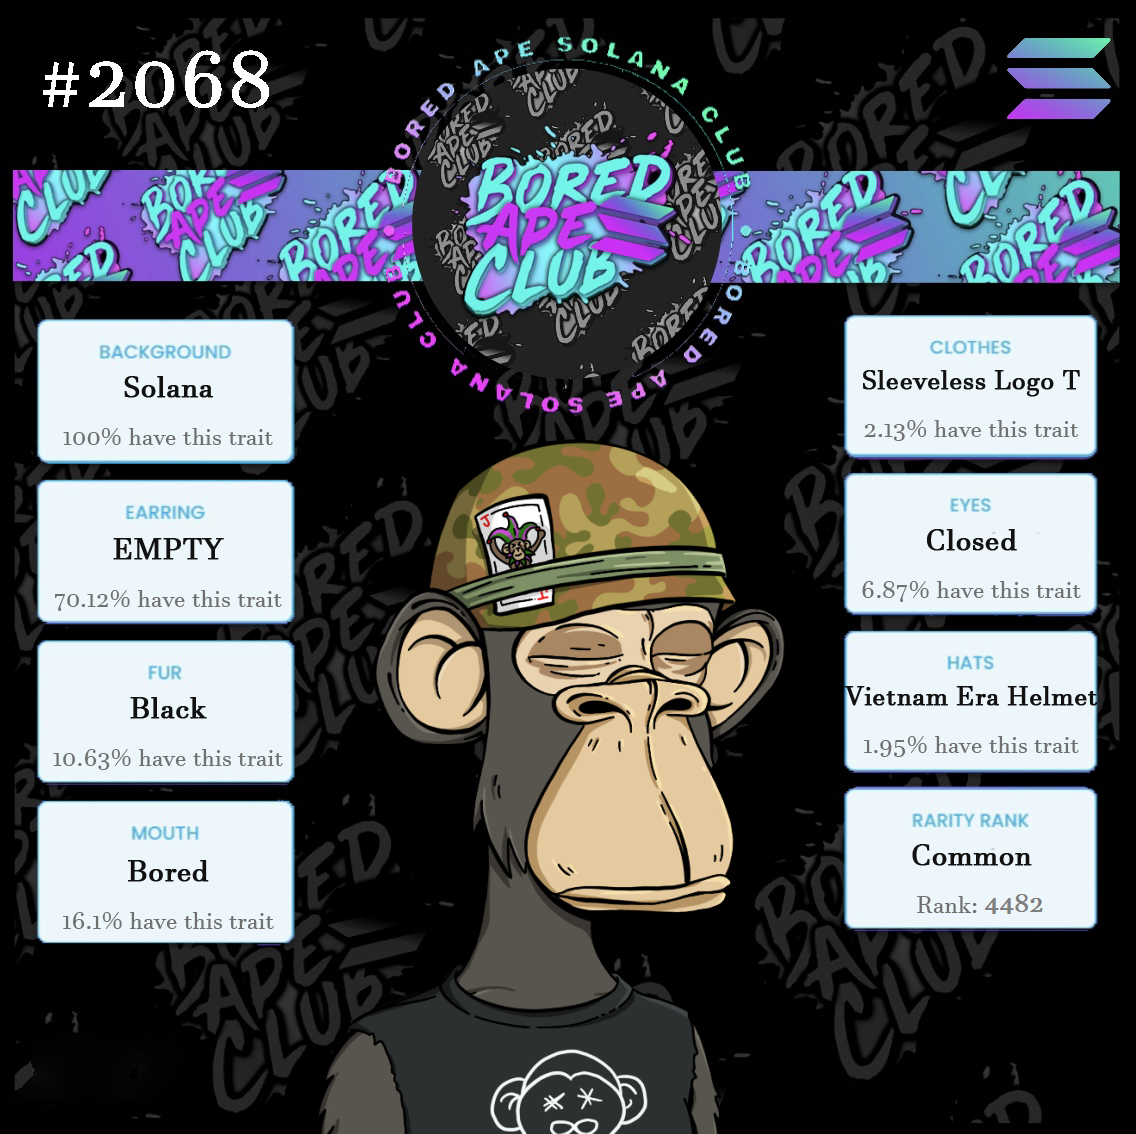 #2068
BORED APE SOLANA CLUB
BORED
APE
CLUB
BORED APE SOLANA CLUB
BACKGROUND
Solana
100% have this trait
EARRING
EMPTY
70.12% have this trait
FUR
Black
10.63% have this trait
MOUTH
Bored
16.1% have this trait
CLOTHES
Sleeveless Logo T
2.13% have this trait
EYES
Closed
6.87% have this trait
HATS
Vietnam Era Helmet
1.95% have this trait
RARITY RANK
Common
Rank: 4482
J
J